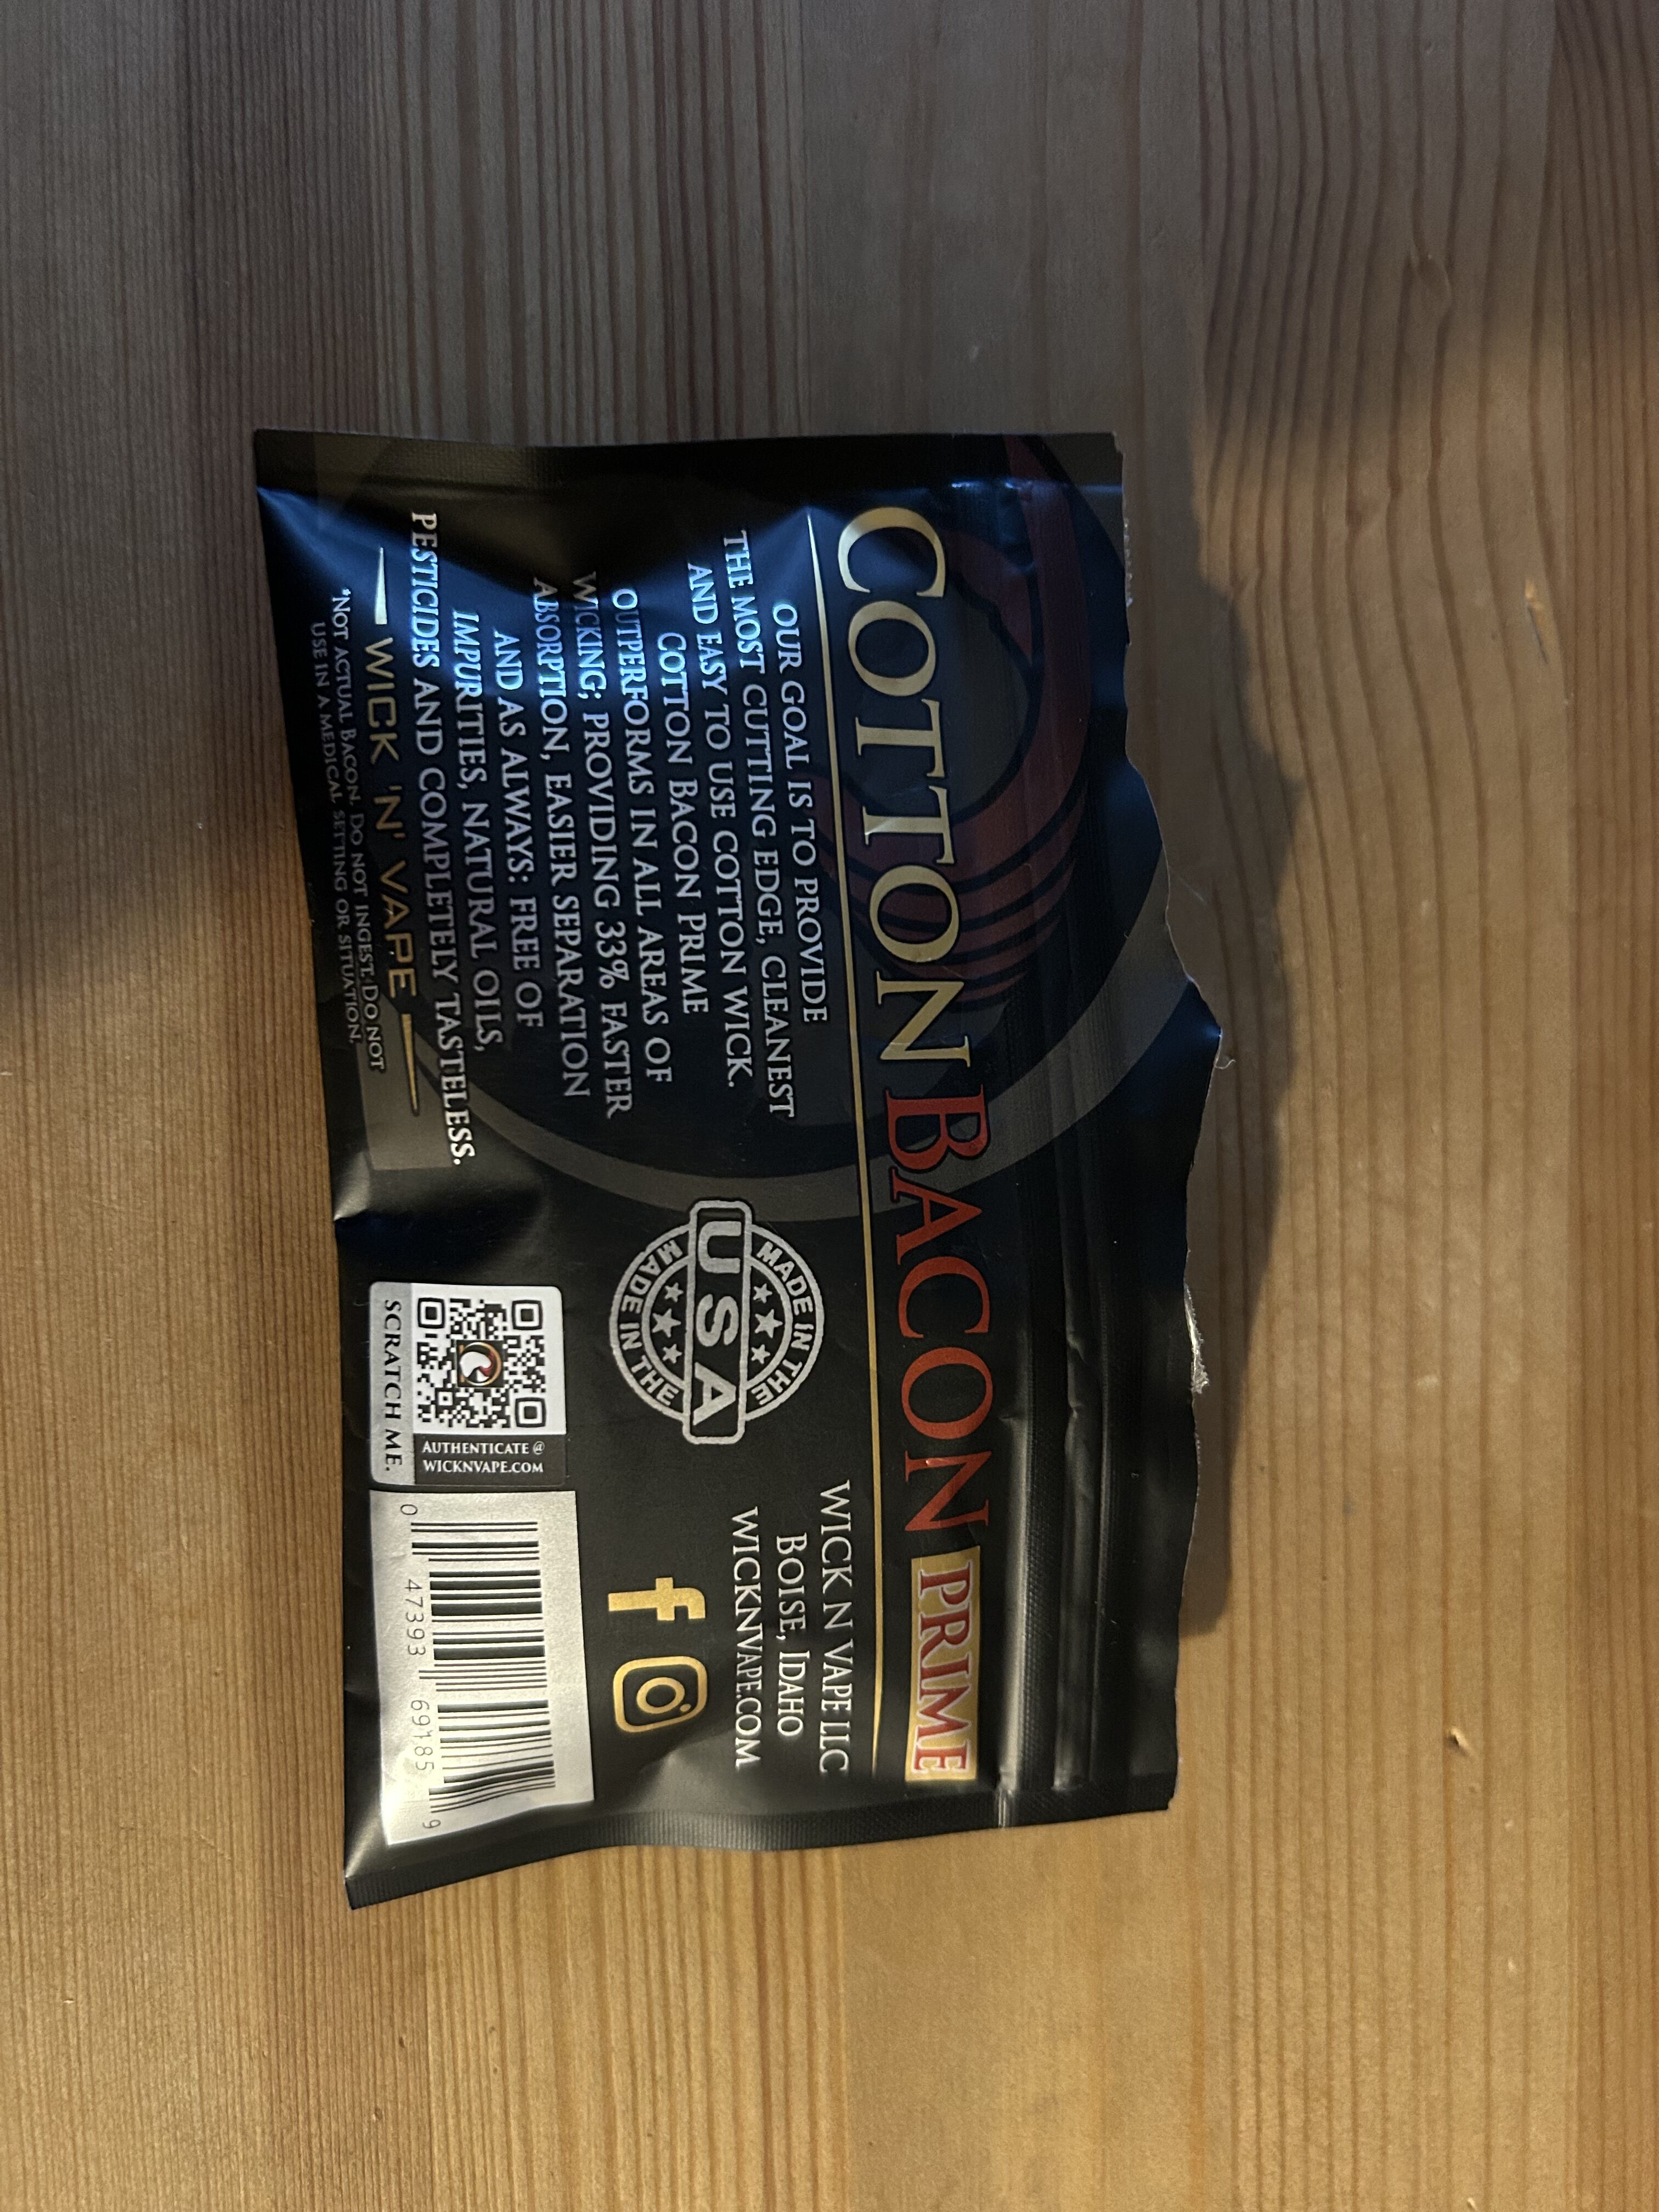 COTTON BACON PRIME
OUR GOAL IS TO PROVIDE
THE MOST CUTTING EDGE, CLEANEST
AND EASY TO USE COTTON WICK.
COTTON BACON PRIME
OUTPERFORMS IN ALL AREAS OF
WICKING; PROVIDING 33% FASTER
ABSORPTION, EASIER SEPARATION
AND AS ALWAYS: FREE OF
IMPURITIES, NATURAL OILS,
PESTICIDES AND COMPLETELY TASTELESS.
WICK 'N' VAPE
*NOT ACTUAL BACON. DO NOT INGEST. DO NOT
USE IN A MEDICAL SETTING OR SITUATION.
MADE IN THE
USA
MADE IN THE
WICK N VAPE LLC
BOISE, IDAHO
WICKNVAPE.COM
f
AUTHENTICATE @
WICKNVAPE.COM
SCRATCH ME.
0 47393 69185 9